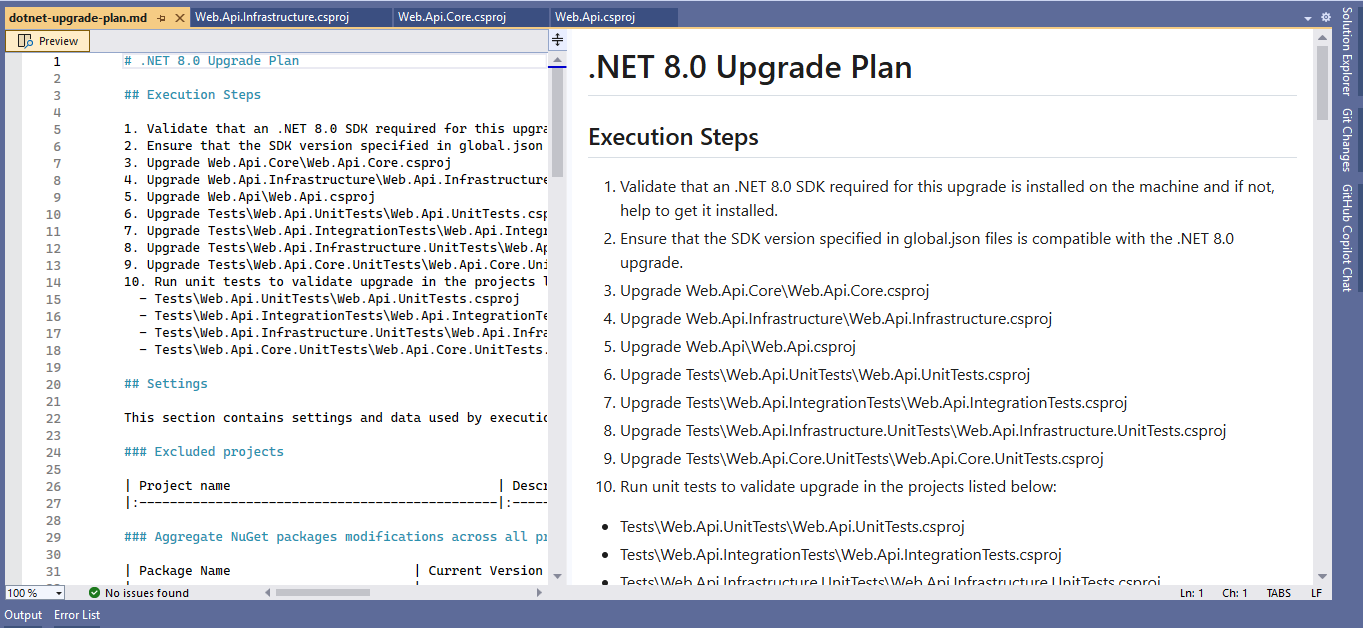 dotnet-upgrade-plan.md
Web.Api.Infrastructure.csproj
Web.Api.Core.csproj
Web.Api.csproj
Preview
1 # .NET 8.0 Upgrade Plan
2
3 ## Execution Steps
4
5 1. Validate that an .NET 8.0 SDK required for this upgra
6 2. Ensure that the SDK version specified in global.json
7 3. Upgrade Web.Api.Core\Web.Api.Core.csproj
8 4. Upgrade Web.Api.Infrastructure\Web.Api.Infrastructure
9 5. Upgrade Web.Api\Web.Api.csproj
10 6. Upgrade Tests\Web.Api.UnitTests\Web.Api.UnitTests.csp
11 7. Upgrade Tests\Web.Api.IntegrationTests\Web.Api.Integr
12 8. Upgrade Tests\Web.Api.Infrastructure.UnitTests\Web.Ap
13 9. Upgrade Tests\Web.Api.Core.UnitTests\Web.Api.Core.Uni
14 10. Run unit tests to validate upgrade in the projects l
15 - Tests\Web.Api.UnitTests\Web.Api.UnitTests.csproj
16 - Tests\Web.Api.IntegrationTests\Web.Api.IntegrationTe
17 - Tests\Web.Api.Infrastructure.UnitTests\Web.Api.Infra
18 - Tests\Web.Api.Core.UnitTests\Web.Api.Core.UnitTests.
19
20 ## Settings
21
22 This section contains settings and data used by executio
23
24 ### Excluded projects
25
26 | Project name | Descr
27 |:-----------------------------------------------|:-----
28
29 ### Aggregate NuGet packages modifications across all pr
30
31 | Package Name | Current Version
.NET 8.0 Upgrade Plan
Execution Steps
1. Validate that an .NET 8.0 SDK required for this upgrade is installed on the machine and if not,
help to get it installed.
2. Ensure that the SDK version specified in global.json files is compatible with the .NET 8.0
upgrade.
3. Upgrade Web.Api.Core\Web.Api.Core.csproj
4. Upgrade Web.Api.Infrastructure\Web.Api.Infrastructure.csproj
5. Upgrade Web.Api\Web.Api.csproj
6. Upgrade Tests\Web.Api.UnitTests\Web.Api.UnitTests.csproj
7. Upgrade Tests\Web.Api.IntegrationTests\Web.Api.IntegrationTests.csproj
8. Upgrade Tests\Web.Api.Infrastructure.UnitTests\Web.Api.Infrastructure.UnitTests.csproj
9. Upgrade Tests\Web.Api.Core.UnitTests\Web.Api.Core.UnitTests.csproj
10. Run unit tests to validate upgrade in the projects listed below:
• Tests\Web.Api.UnitTests\Web.Api.UnitTests.csproj
• Tests\Web.Api.IntegrationTests\Web.Api.IntegrationTests.csproj
• Tests\Web.Api.Infrastructure.UnitTests\Web.Api.Infrastructure.UnitTests.csproj
Solution Explorer
Git Changes
GitHub Copilot Chat
100 %
No issues found
Ln: 1
Ch: 1
TABS
LF
Output
Error List